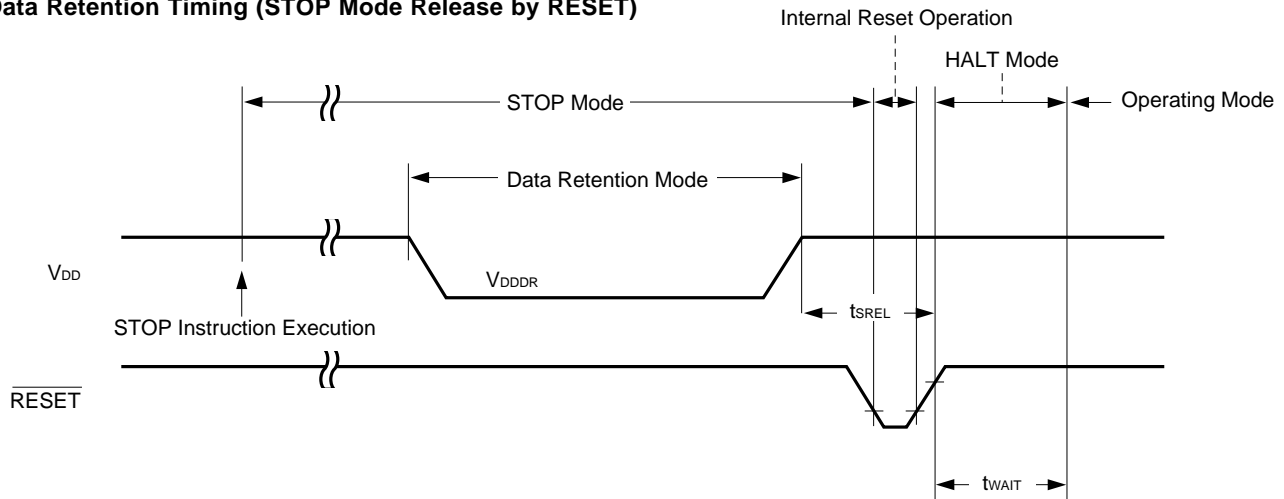 Data Retention Timing (STOP Mode Release by RESET)
Internal Reset Operation
HALT Mode
STOP Mode
Operating Mode
Data Retention Mode
VDD
VDDDR
STOP Instruction Execution
tSREL
RESET
tWAIT